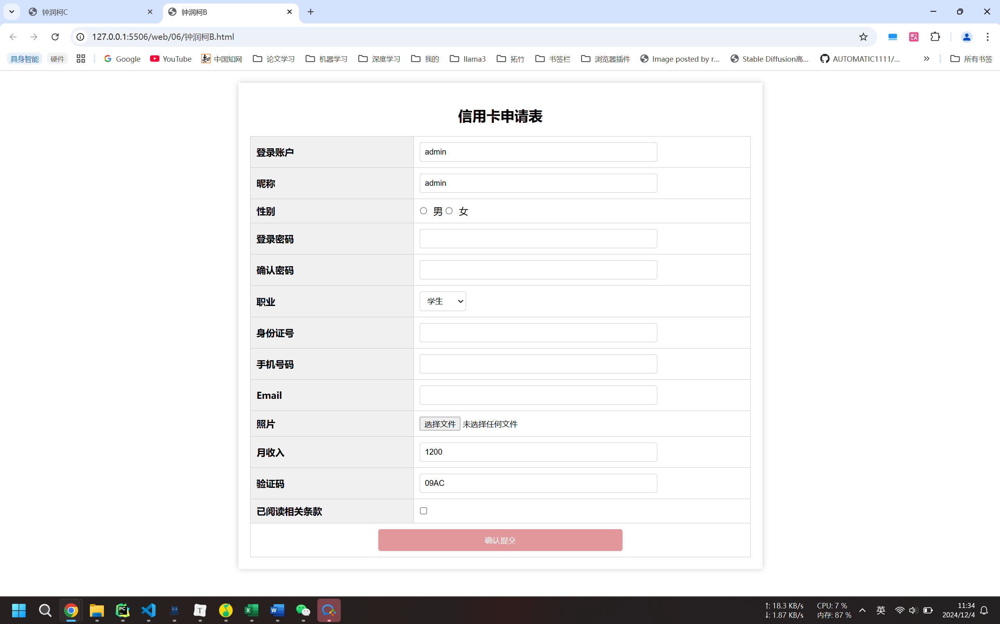 钟润柯C
钟润柯B
127.0.0.1:5506/web/06/钟润柯B.html
具身智能 硬件 Google YouTube 中国知网 论文学习 机器学习 深度学习 我的 llama3 拓竹 书签栏 浏览器插件 Image posted by r... Stable Diffusion高... AUTOMATIC1111/... » 所有书签
信用卡申请表
登录账户 admin
昵称 admin
性别 男 女
登录密码
确认密码
职业 学生
身份证号
手机号码
Email
照片 选择文件 未选择任何文件
月收入 1200
验证码 09AC
已阅读相关条款
确认提交
↑: 18.3 KB/s CPU: 7 % 英 11:34
↓: 1.87 KB/s 内存: 87 % 2024/12/4